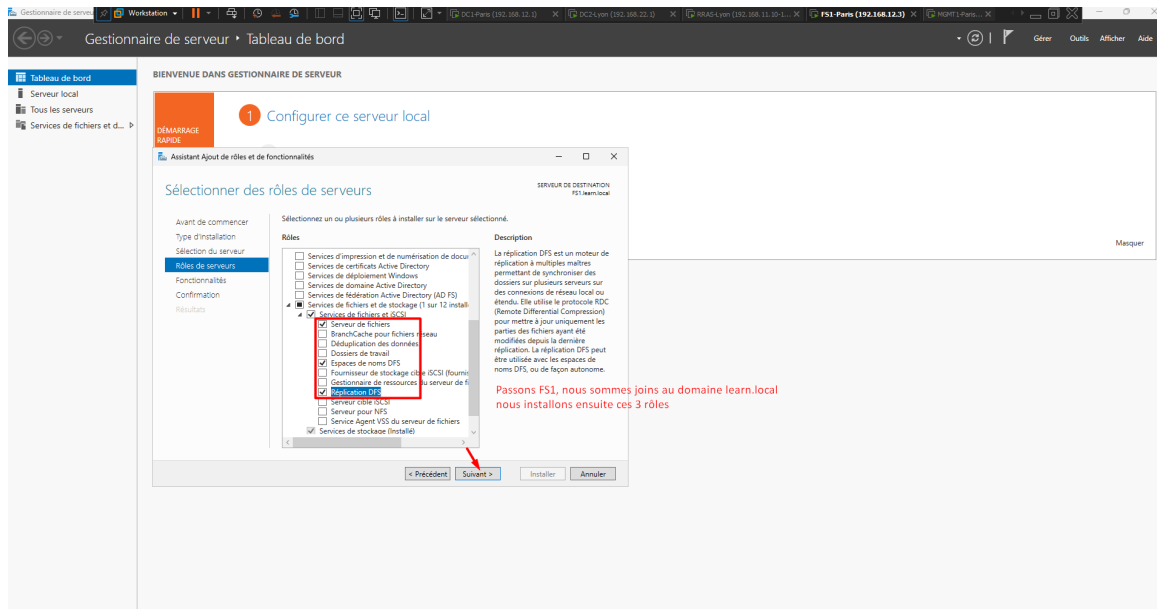 Gestionnaire de serveur
Workstation
DC1-Paris (192.168.12.1)
DC2-Lyon (192.168.22.1)
RRAS-Lyon (192.168.11.10-1...
FS1-Paris (192.168.12.3)
MGMT1-Paris...
Gestionnaire de serveur • Tableau de bord
Gérer Outils Afficher Aide
Tableau de bord
Serveur local
Tous les serveurs
Services de fichiers et d...
BIENVENUE DANS GESTIONNAIRE DE SERVEUR
DÉMARRAGE
RAPIDE
1 Configurer ce serveur local
Masquer
Assistant Ajout de rôles et de fonctionnalités
Sélectionner des rôles de serveurs
SERVEUR DE DESTINATION
FS1.learn.local
Avant de commencer
Type d'installation
Sélection du serveur
Rôles de serveurs
Fonctionnalités
Confirmation
Résultats
Sélectionnez un ou plusieurs rôles à installer sur le serveur sélectionné.
Rôles
Services d'impression et de numérisation de docu
Services de certificats Active Directory
Services de déploiement Windows
Services de domaine Active Directory
Services de fédération Active Directory (AD FS)
Services de fichiers et de stockage (1 sur 12 install
Services de fichiers et iSCSI
Serveur de fichiers
BranchCache pour fichiers réseau
Déduplication des données
Dossiers de travail
Espaces de noms DFS
Fournisseur de stockage cible iSCSI (fournis
Gestionnaire de ressources du serveur de fi
Réplication DFS
Serveur cible iSCSI
Serveur pour NFS
Service Agent VSS du serveur de fichiers
Services de stockage (Installé)
Description
La réplication DFS est un moteur de
réplication à multiples maîtres
permettant de synchroniser des
dossiers sur plusieurs serveurs sur
des connexions de réseau local ou
étendu. Elle utilise le protocole RDC
(Remote Differential Compression)
pour mettre à jour uniquement les
parties des fichiers ayant été
modifiées depuis la dernière
réplication. La réplication DFS peut
être utilisée avec les espaces de
noms DFS, ou de façon autonome.
Passons FS1, nous sommes joins au domaine learn.local
nous installons ensuite ces 3 rôles
< Précédent Suivant > Installer Annuler